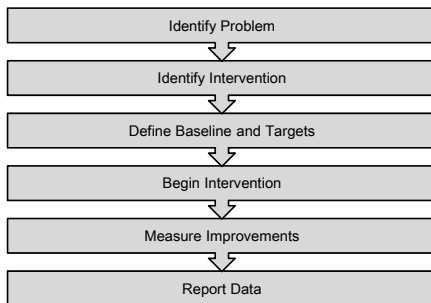 Identify Problem
Identify Intervention
Define Baseline and Targets
Begin Intervention
Measure Improvements
Report Data